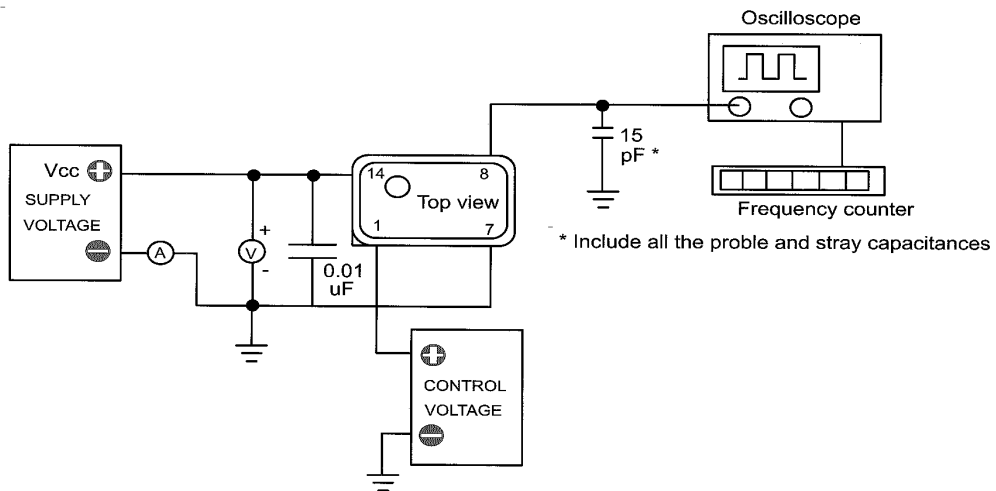 Oscilloscope
15
pF *
Vcc +
SUPPLY
VOLTAGE
−
A
+
V
-
0.01
uF
14
8
Top view
1
7
Frequency counter
* Include all the proble and stray capacitances
+
CONTROL
VOLTAGE
−